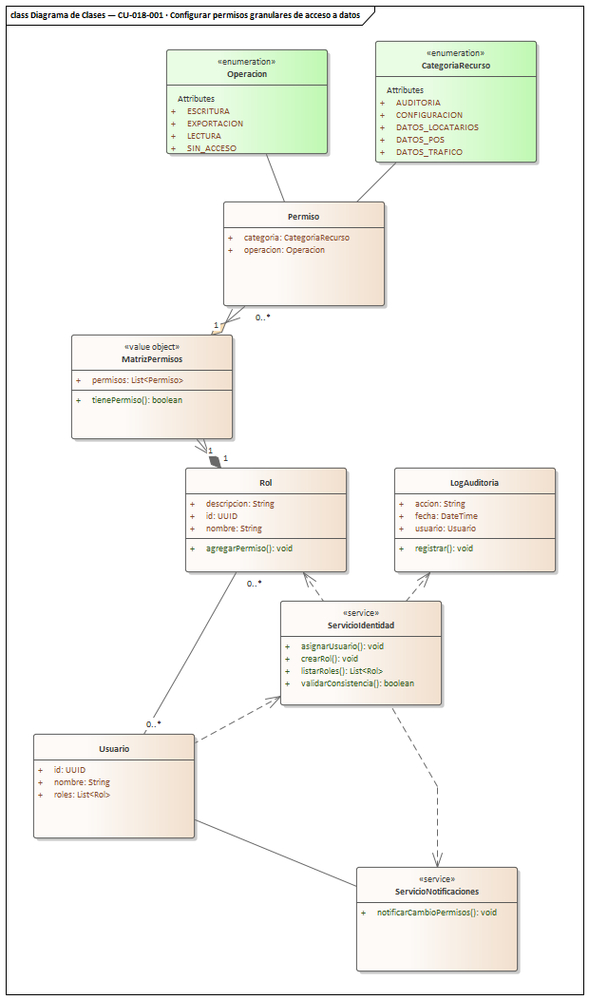 class Diagrama de Clases — CU-018-001 · Configurar permisos granulares de acceso a datos
«enumeration»
Operacion
Attributes
+ ESCRITURA
+ EXPORTACION
+ LECTURA
+ SIN_ACCESO
«enumeration»
CategoriaRecurso
Attributes
+ AUDITORIA
+ CONFIGURACION
+ DATOS_LOCATARIOS
+ DATOS_POS
+ DATOS_TRAFICO
Permiso
+ categoria: CategoriaRecurso
+ operacion: Operacion
0..*
1
«value object»
MatrizPermisos
+ permisos: List<Permiso>
+ tienePermiso(): boolean
1
1
Rol
+ descripcion: String
+ id: UUID
+ nombre: String
+ agregarPermiso(): void
LogAuditoria
+ accion: String
+ fecha: DateTime
+ usuario: Usuario
+ registrar(): void
0..*
«service»
ServicioIdentidad
+ asignarUsuario(): void
+ crearRol(): void
+ listarRoles(): List<Rol>
+ validarConsistencia(): boolean
0..*
Usuario
+ id: UUID
+ nombre: String
+ roles: List<Rol>
«service»
ServicioNotificaciones
+ notificarCambioPermisos(): void